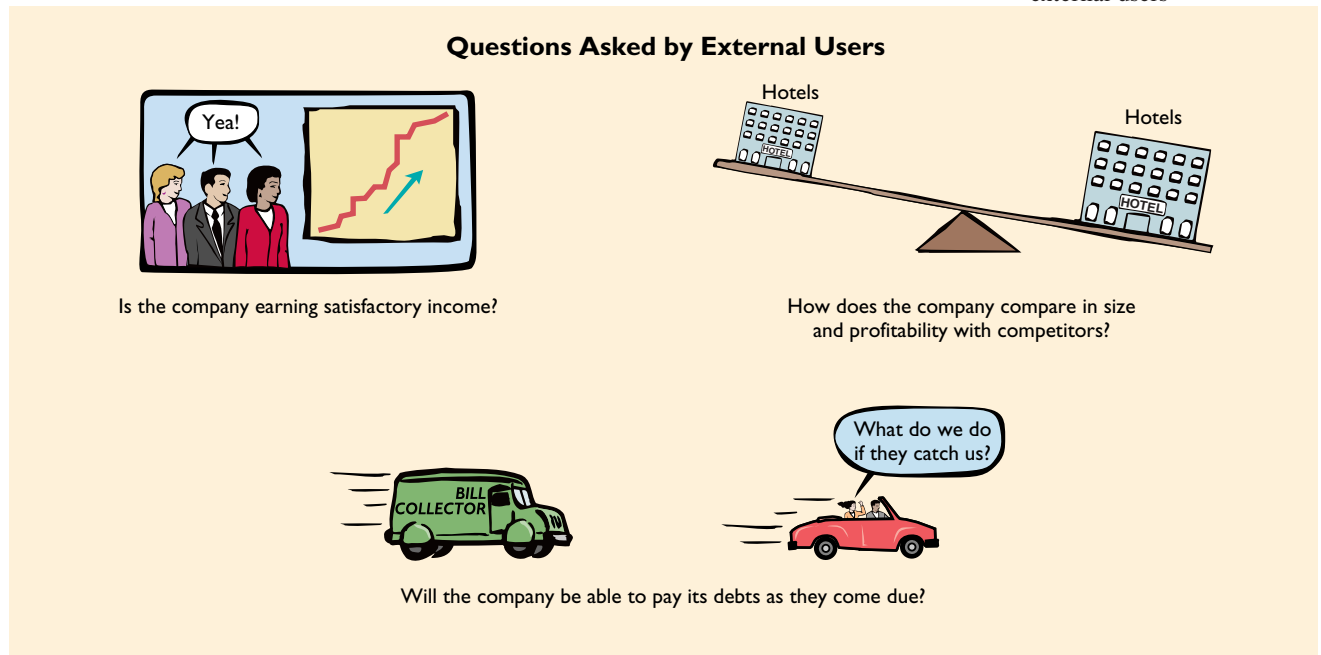 external users
Questions Asked by External Users
Yea!
Hotels
HOTEL
Hotels
HOTEL
Is the company earning satisfactory income?
How does the company compare in size
and profitability with competitors?
What do we do
if they catch us?
BILL
COLLECTOR
Will the company be able to pay its debts as they come due?